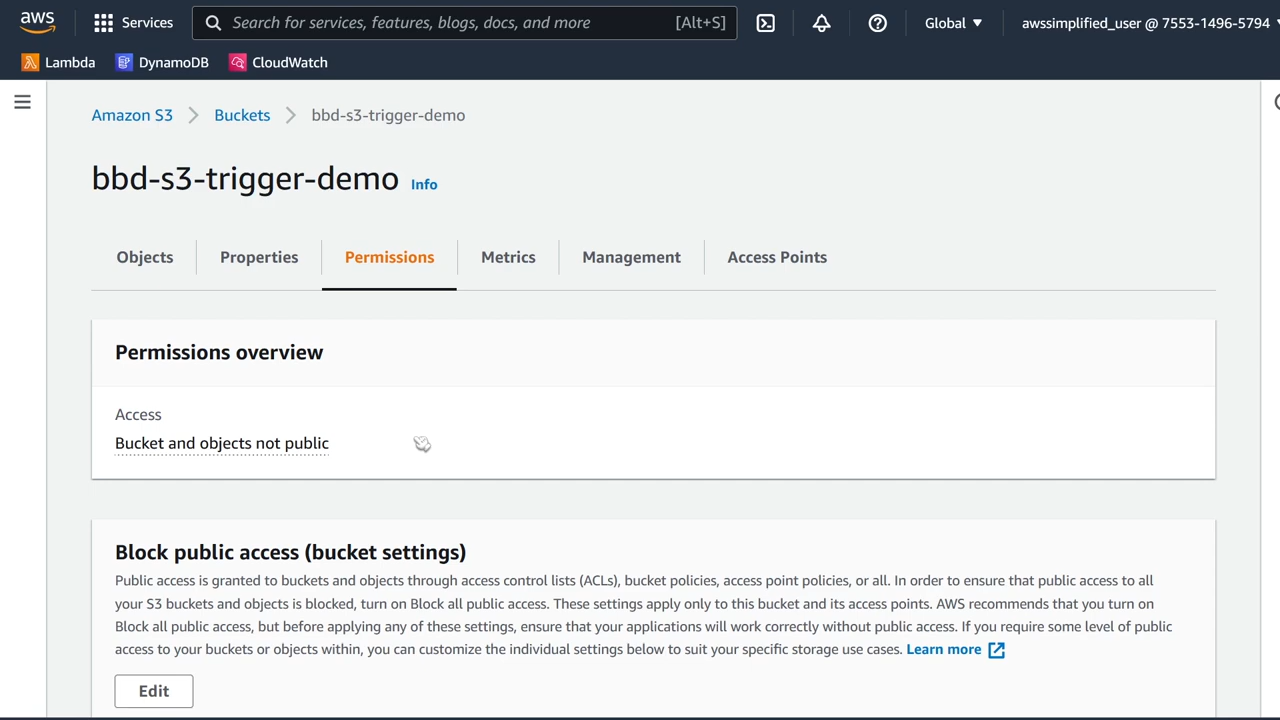 aws Services Search for services, features, blogs, docs, and more [Alt+S] Global awssimplified_user @ 7553-1496-5794
Lambda DynamoDB CloudWatch
Amazon S3 Buckets bbd-s3-trigger-demo
bbd-s3-trigger-demo Info
Objects Properties Permissions Metrics Management Access Points
Permissions overview
Access
Bucket and objects not public
Block public access (bucket settings)
Public access is granted to buckets and objects through access control lists (ACLs), bucket policies, access point policies, or all. In order to ensure that public access to all
your S3 buckets and objects is blocked, turn on Block all public access. These settings apply only to this bucket and its access points. AWS recommends that you turn on
Block all public access, but before applying any of these settings, ensure that your applications will work correctly without public access. If you require some level of public
access to your buckets or objects within, you can customize the individual settings below to suit your specific storage use cases. Learn more
Edit